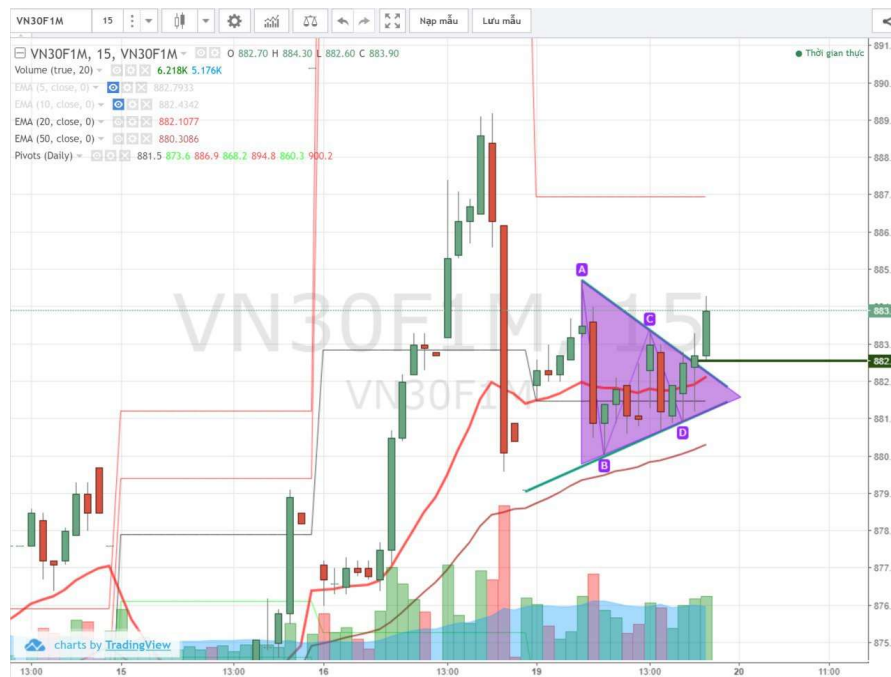 VN30F1M 15 Nạp mẫu Lưu mẫu
VN30F1M, 15, VN30F1M O 882.70 H 884.30 L 882.60 C 883.90 Thời gian thực
Volume (true, 20) 6.218K 5.176K
EMA (5, close, 0) 882.7933
EMA (10, close, 0) 882.4342
EMA (20, close, 0) 882.1077
EMA (50, close, 0) 880.3086
Pivots (Daily) 881.5 873.6 886.9 868.2 894.8 860.3 900.2
VN30F1M, 15
VN30F1M
A
C
D
B
891.
890.
889.
888.
887.
886.
885.
883.
883.
882.
882.
881.
880.
879.
878.
877.
876.
875.
charts by TradingView
13:00 15 13:00 16 13:00 19 13:00 20 11:00